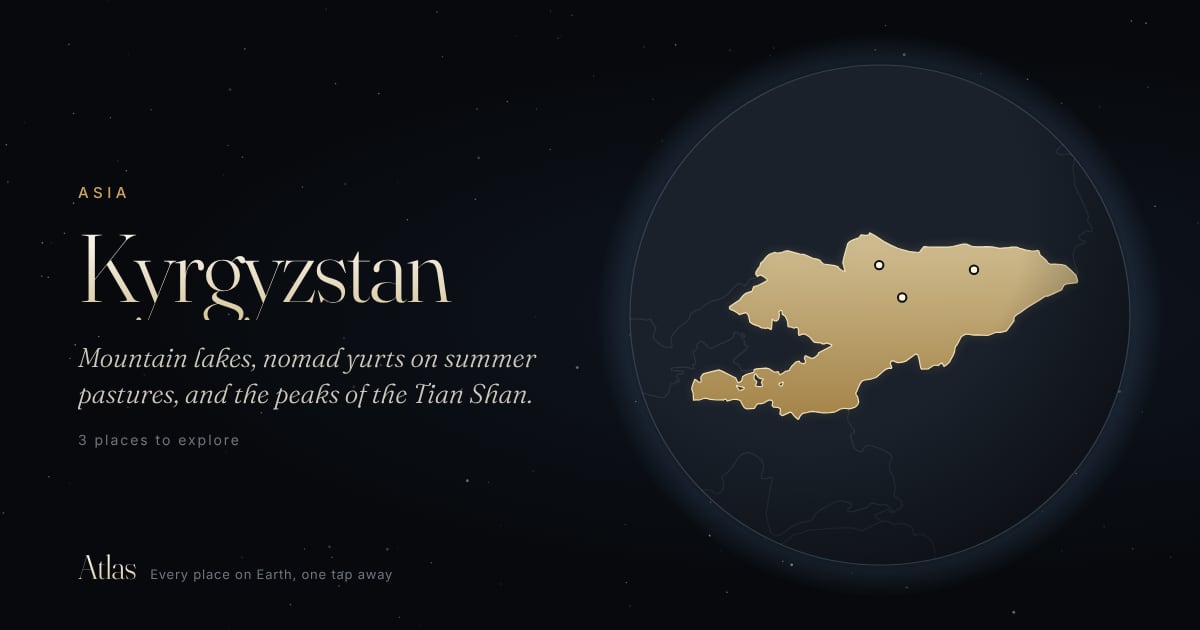 ASIA
Kyrgyzstan
Mountain lakes, nomad yurts on summer
pastures, and the peaks of the Tian Shan.
3 places to explore
Atlas Every place on Earth, one tap away